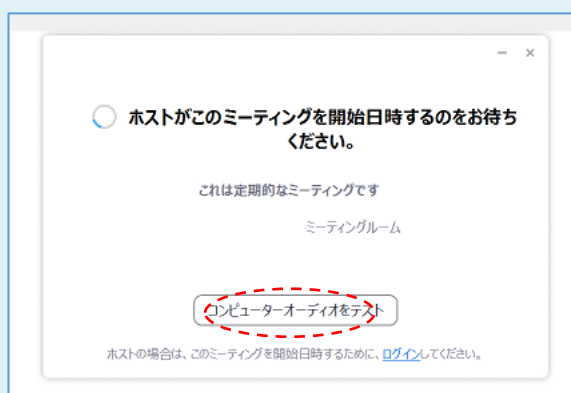 ホストがこのミーティングを開始日時するのをお待ち
ください。
これは定期的なミーティングです
ミーティングルーム
コンピューターオーディオをテスト
ホストの場合は、このミーティングを開始日時するために、ログインしてください。